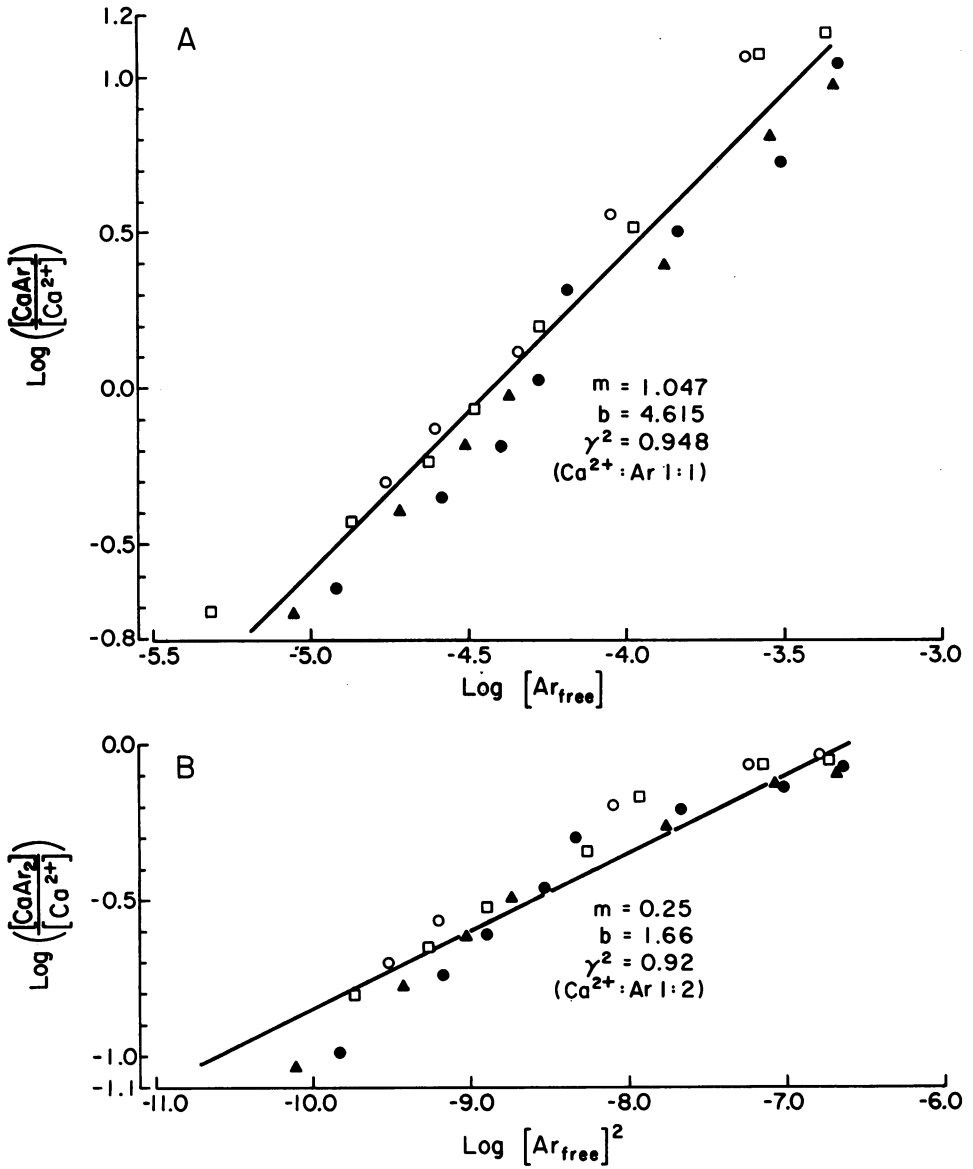 A
1.2
1.0
0.5
0.0
-0.5
-0.8
Log ([CaAr]/[Ca²⁺])
m = 1.047
b = 4.615
γ² = 0.948
(Ca²⁺:Ar 1:1)
-5.5 -5.0 -4.5 -4.0 -3.5 -3.0
Log [Ar_free]
B
0.0
-0.5
-1.0
-1.1
Log ([CaAr₂]/[Ca²⁺])
m = 0.25
b = 1.66
γ² = 0.92
(Ca²⁺:Ar 1:2)
-11.0 -10.0 -9.0 -8.0 -7.0 -6.0
Log [Ar_free]²